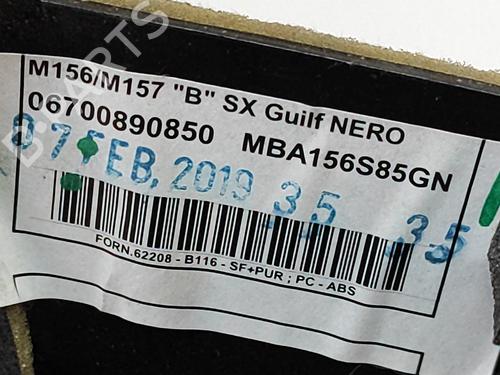 M156/M157 "B" SX Guilf NERO
06700890850 MBA156S85GN
07 FEB. 2019 35 35
FORN.62208 - B116 - SF+PUR ; PC - ABS